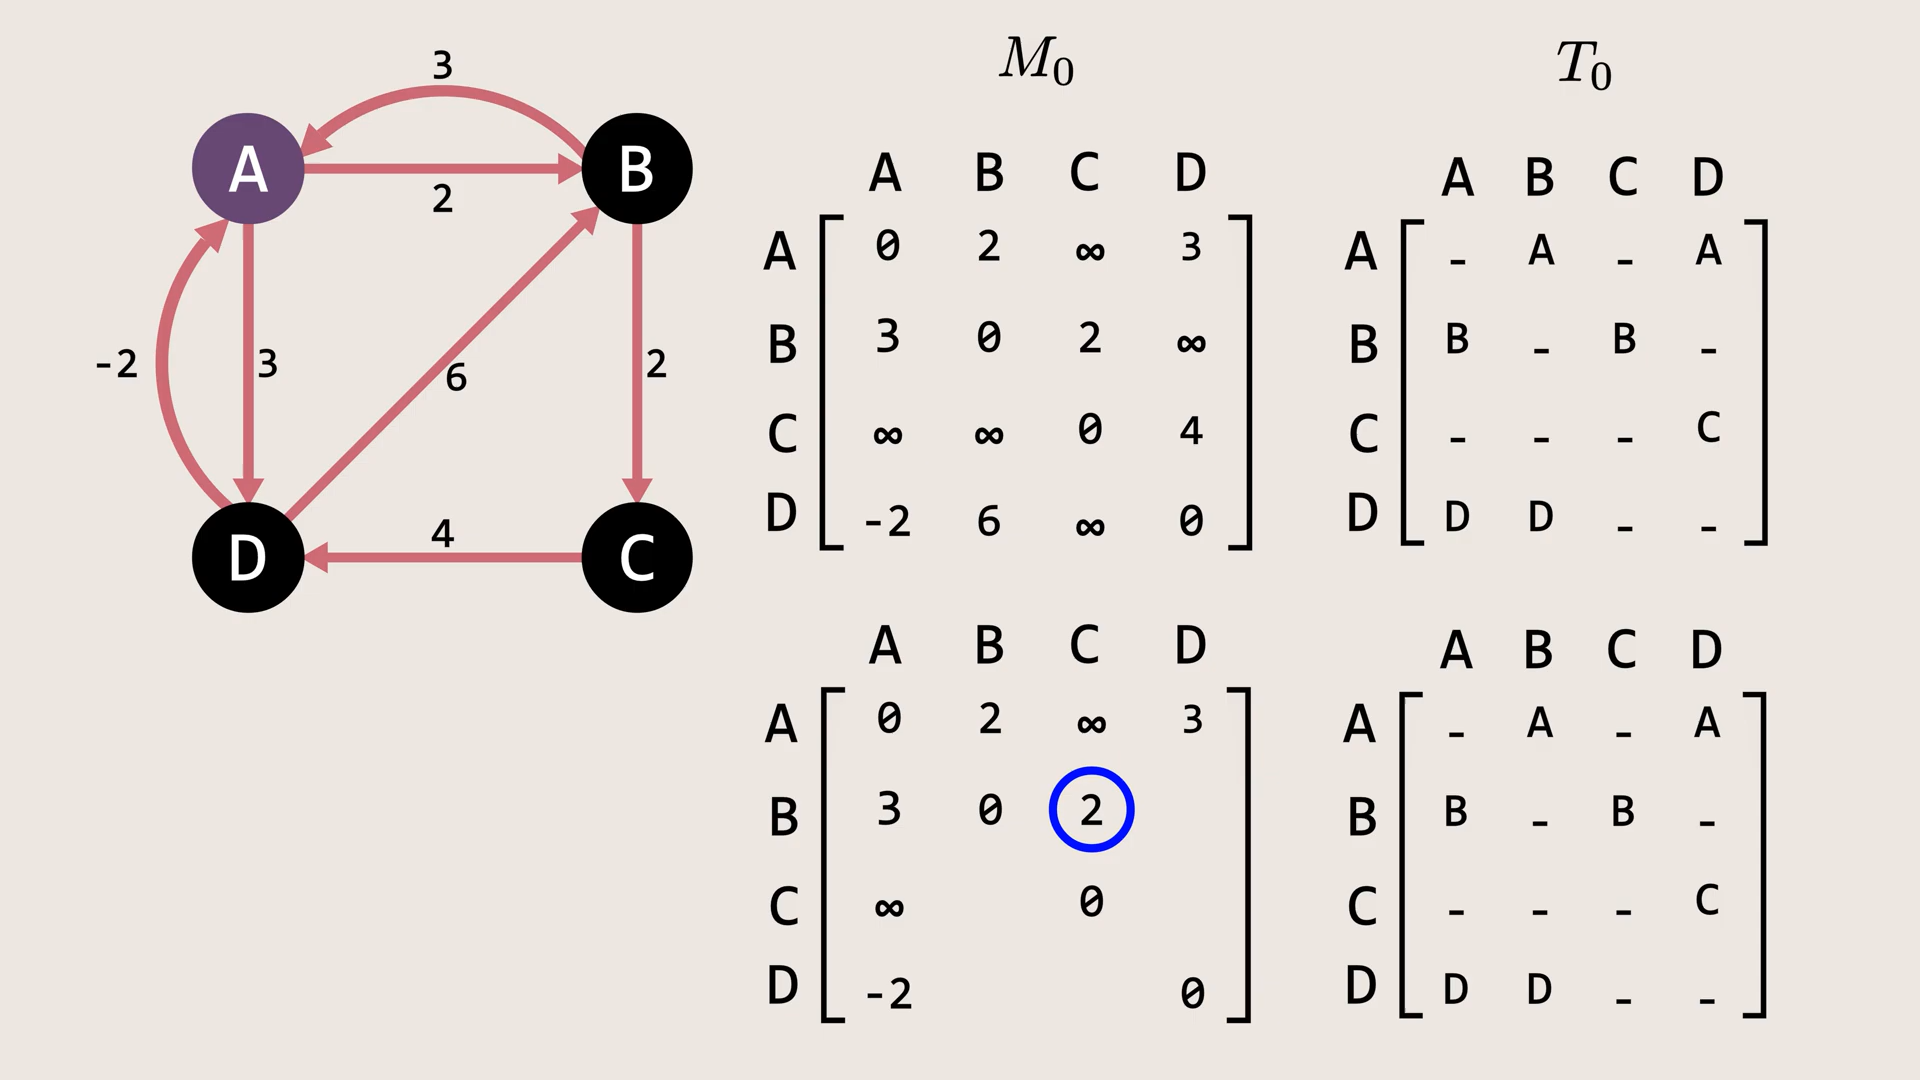 3
A
B
2
-2
3
6
2
D
4
C
M0
A B C D
A 0 2 ∞ 3
B 3 0 2 ∞
C ∞ ∞ 0 4
D -2 6 ∞ 0
T0
A B C D
A - A - A
B B - B -
C - - - C
D D D - -
A B C D
A 0 2 ∞ 3
B 3 0 2
C ∞ 0
D -2 0
A B C D
A - A - A
B B - B -
C - - - C
D D D - -